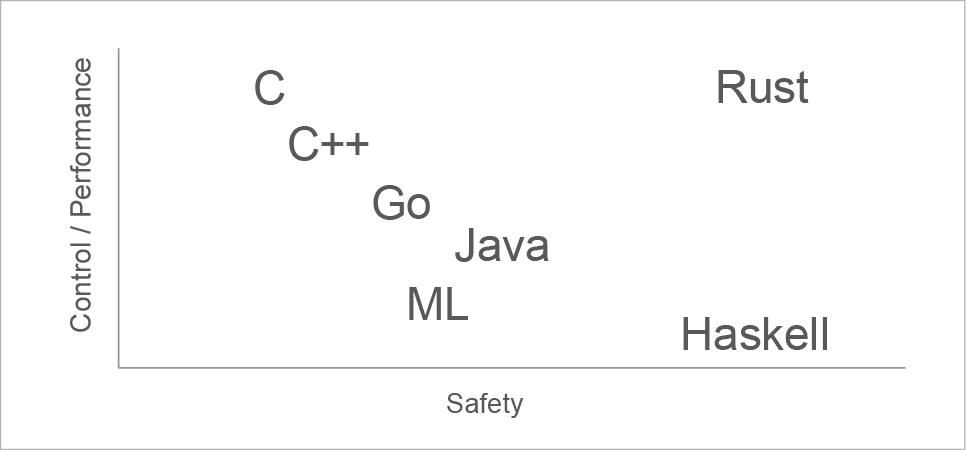 Control / Performance
C
Rust
C++
Go
Java
ML
Haskell
Safety